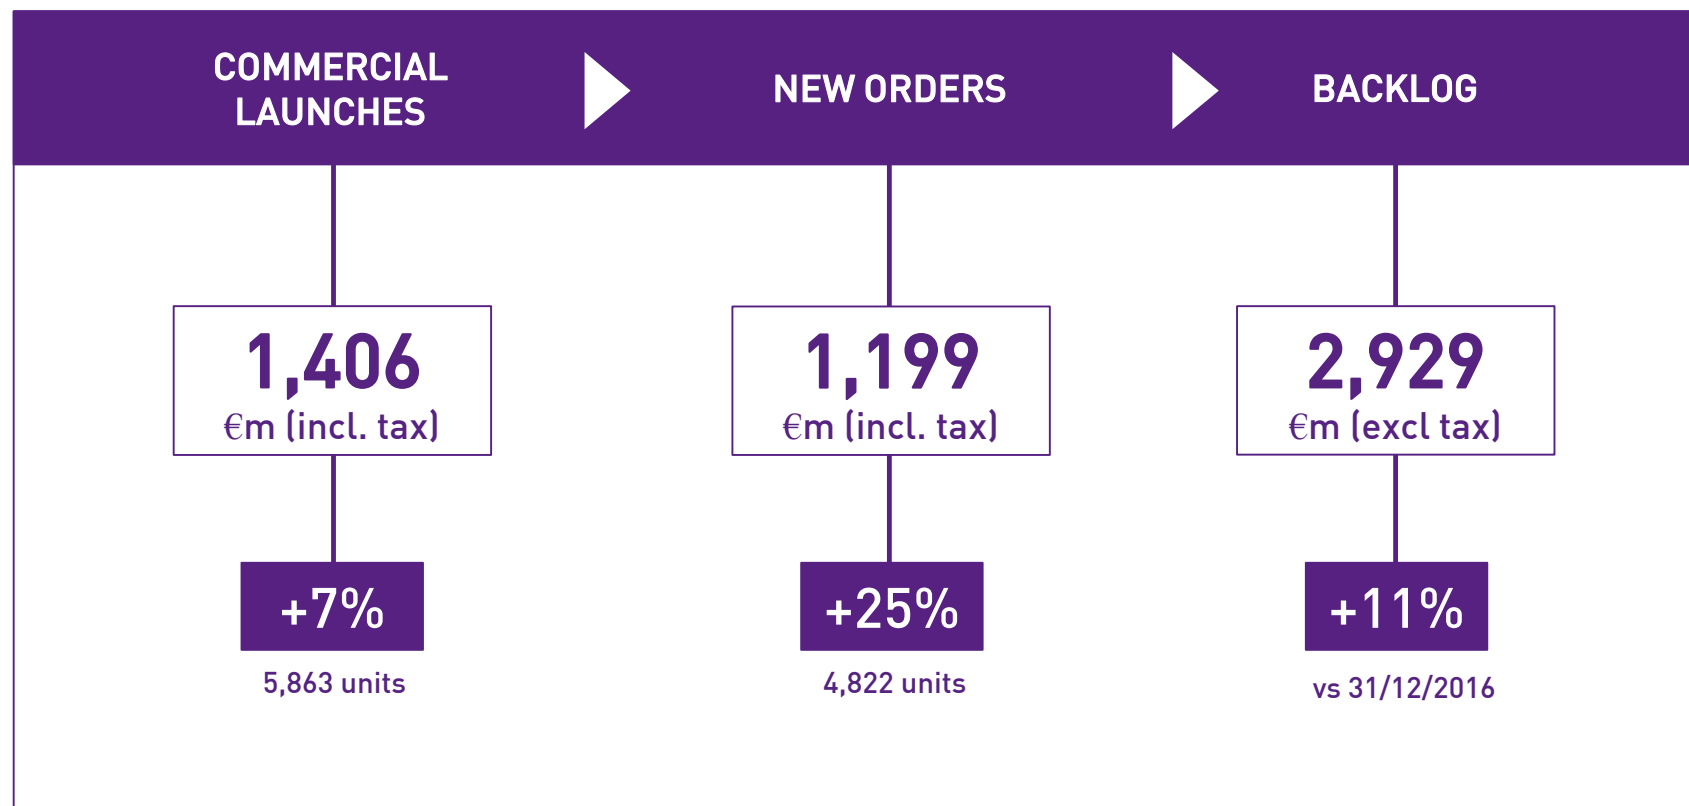 COMMERCIAL
LAUNCHES
NEW ORDERS
BACKLOG
1,406
€m (incl. tax)
1,199
€m (incl. tax)
2,929
€m (excl tax)
+7%
+25%
+11%
5,863 units
4,822 units
vs 31/12/2016